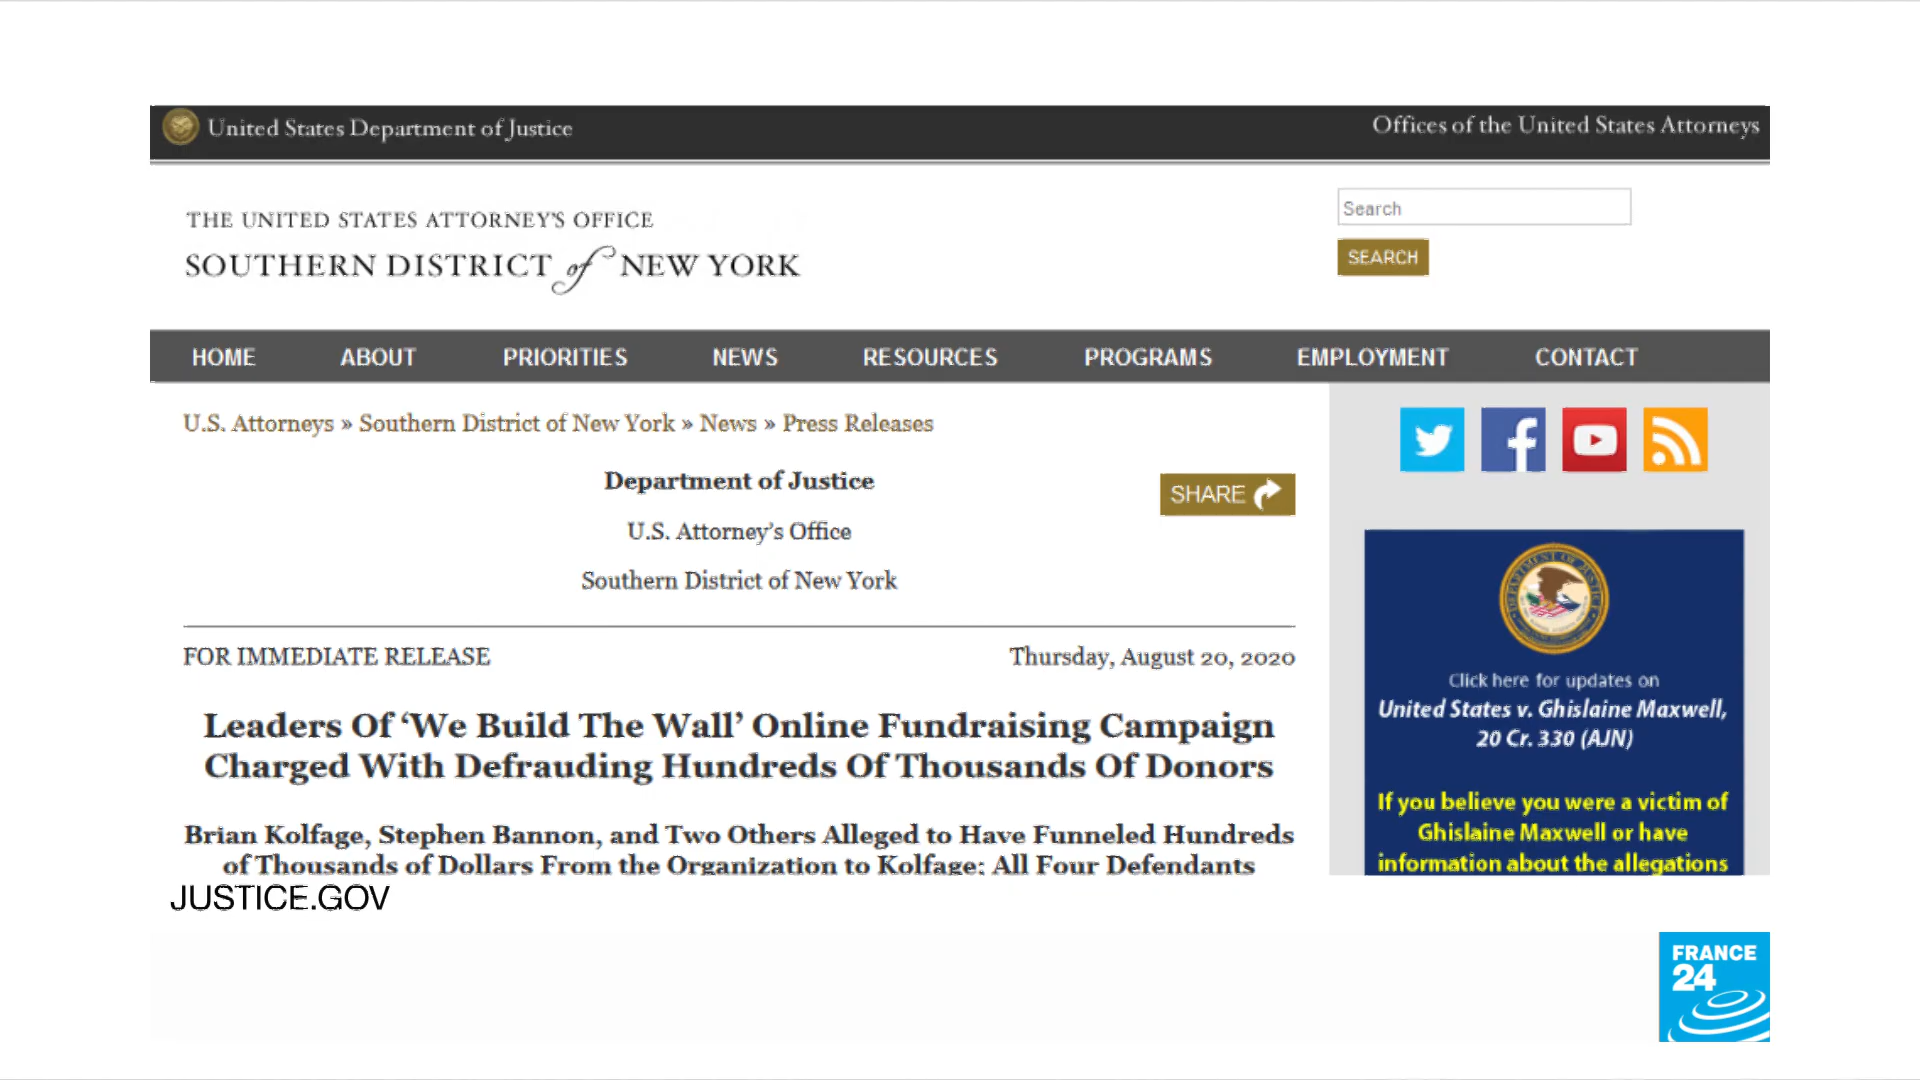 United States Department of Justice
Offices of the United States Attorneys
THE UNITED STATES ATTORNEY'S OFFICE
SOUTHERN DISTRICT of NEW YORK
Search
SEARCH
HOME ABOUT PRIORITIES NEWS RESOURCES PROGRAMS EMPLOYMENT CONTACT
U.S. Attorneys » Southern District of New York » News » Press Releases
Department of Justice
SHARE
U.S. Attorney's Office
Southern District of New York
FOR IMMEDIATE RELEASE
Thursday, August 20, 2020
Leaders Of ‘We Build The Wall’ Online Fundraising Campaign
Charged With Defrauding Hundreds Of Thousands Of Donors
Brian Kolfage, Stephen Bannon, and Two Others Alleged to Have Funneled Hundreds
of Thousands of Dollars From the Organization to Kolfage; All Four Defendants
Click here for updates on
United States v. Ghislaine Maxwell,
20 Cr. 330 (AJN)
If you believe you were a victim of
Ghislaine Maxwell or have
information about the allegations
JUSTICE.GOV
FRANCE
24